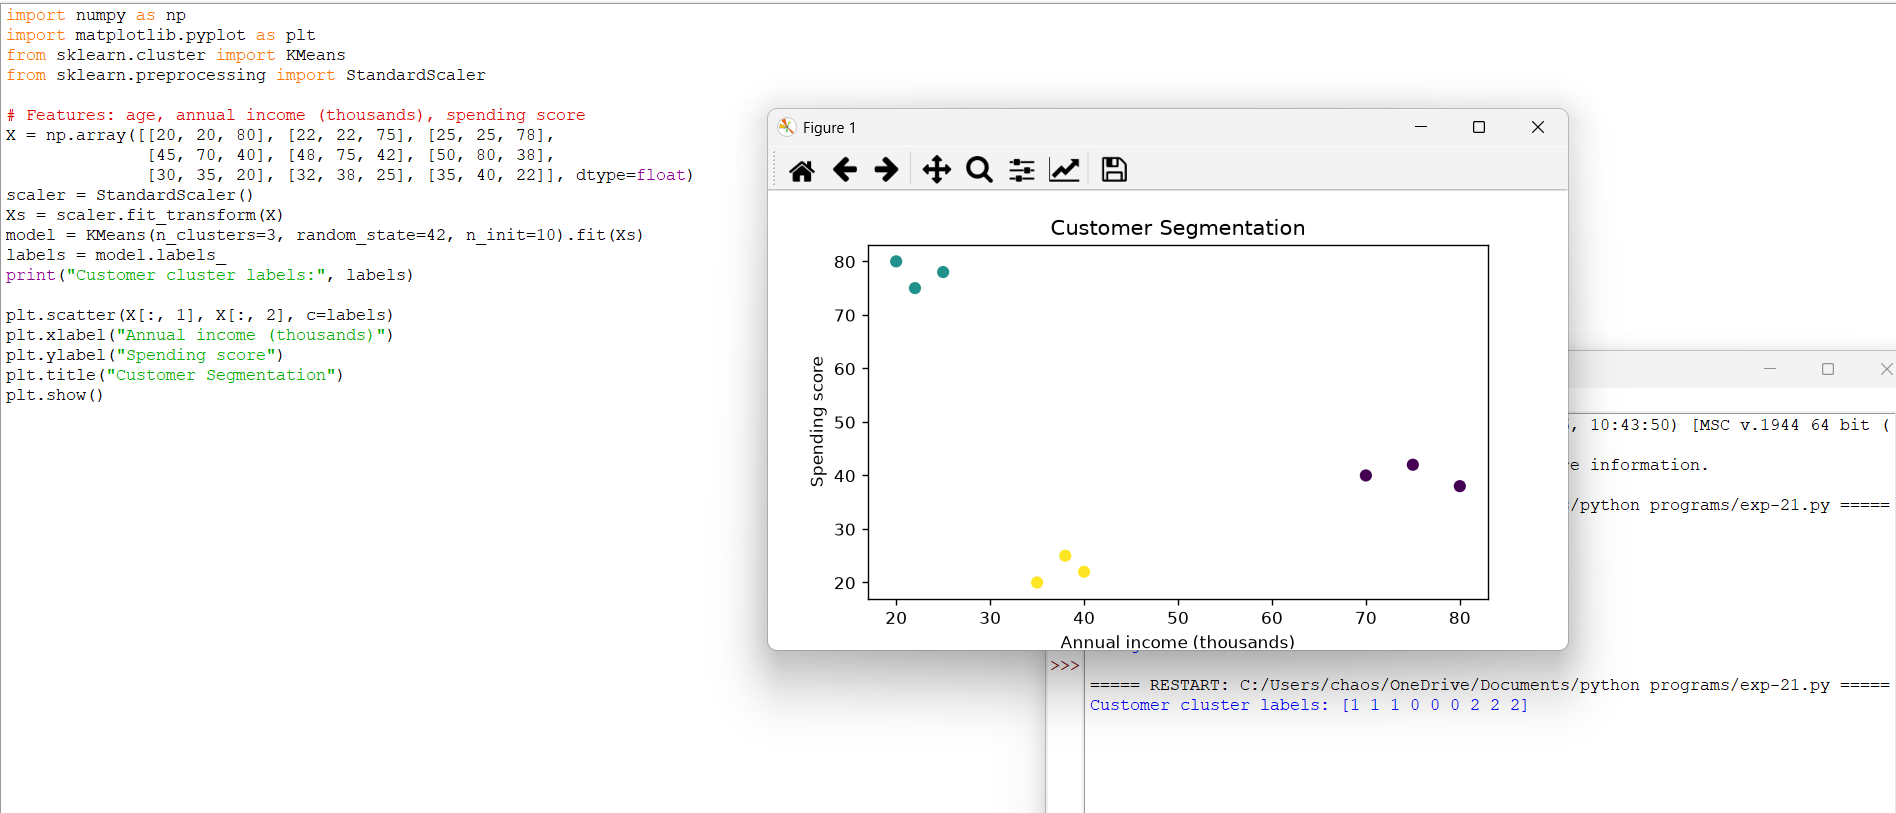 import numpy as np
import matplotlib.pyplot as plt
from sklearn.cluster import KMeans
from sklearn.preprocessing import StandardScaler
# Features: age, annual income (thousands), spending score
X = np.array([[20, 20, 80], [22, 22, 75], [25, 25, 78],
[45, 70, 40], [48, 75, 42], [50, 80, 38],
[30, 35, 20], [32, 38, 25], [35, 40, 22]], dtype=float)
scaler = StandardScaler()
Xs = scaler.fit_transform(X)
model = KMeans(n_clusters=3, random_state=42, n_init=10).fit(Xs)
labels = model.labels_
print("Customer cluster labels:", labels)
plt.scatter(X[:, 1], X[:, 2], c=labels)
plt.xlabel("Annual income (thousands)")
plt.ylabel("Spending score")
plt.title("Customer Segmentation")
plt.show()
Figure 1
Customer Segmentation
Spending score
80
70
60
50
40
30
20
20 30 40 50 60 70 80
Annual income (thousands)
, 10:43:50) [MSC v.1944 64 bit (
e information.
/python programs/exp-21.py =====
>>>
===== RESTART: C:/Users/chaos/OneDrive/Documents/python programs/exp-21.py =====
Customer cluster labels: [1 1 1 0 0 0 2 2 2]